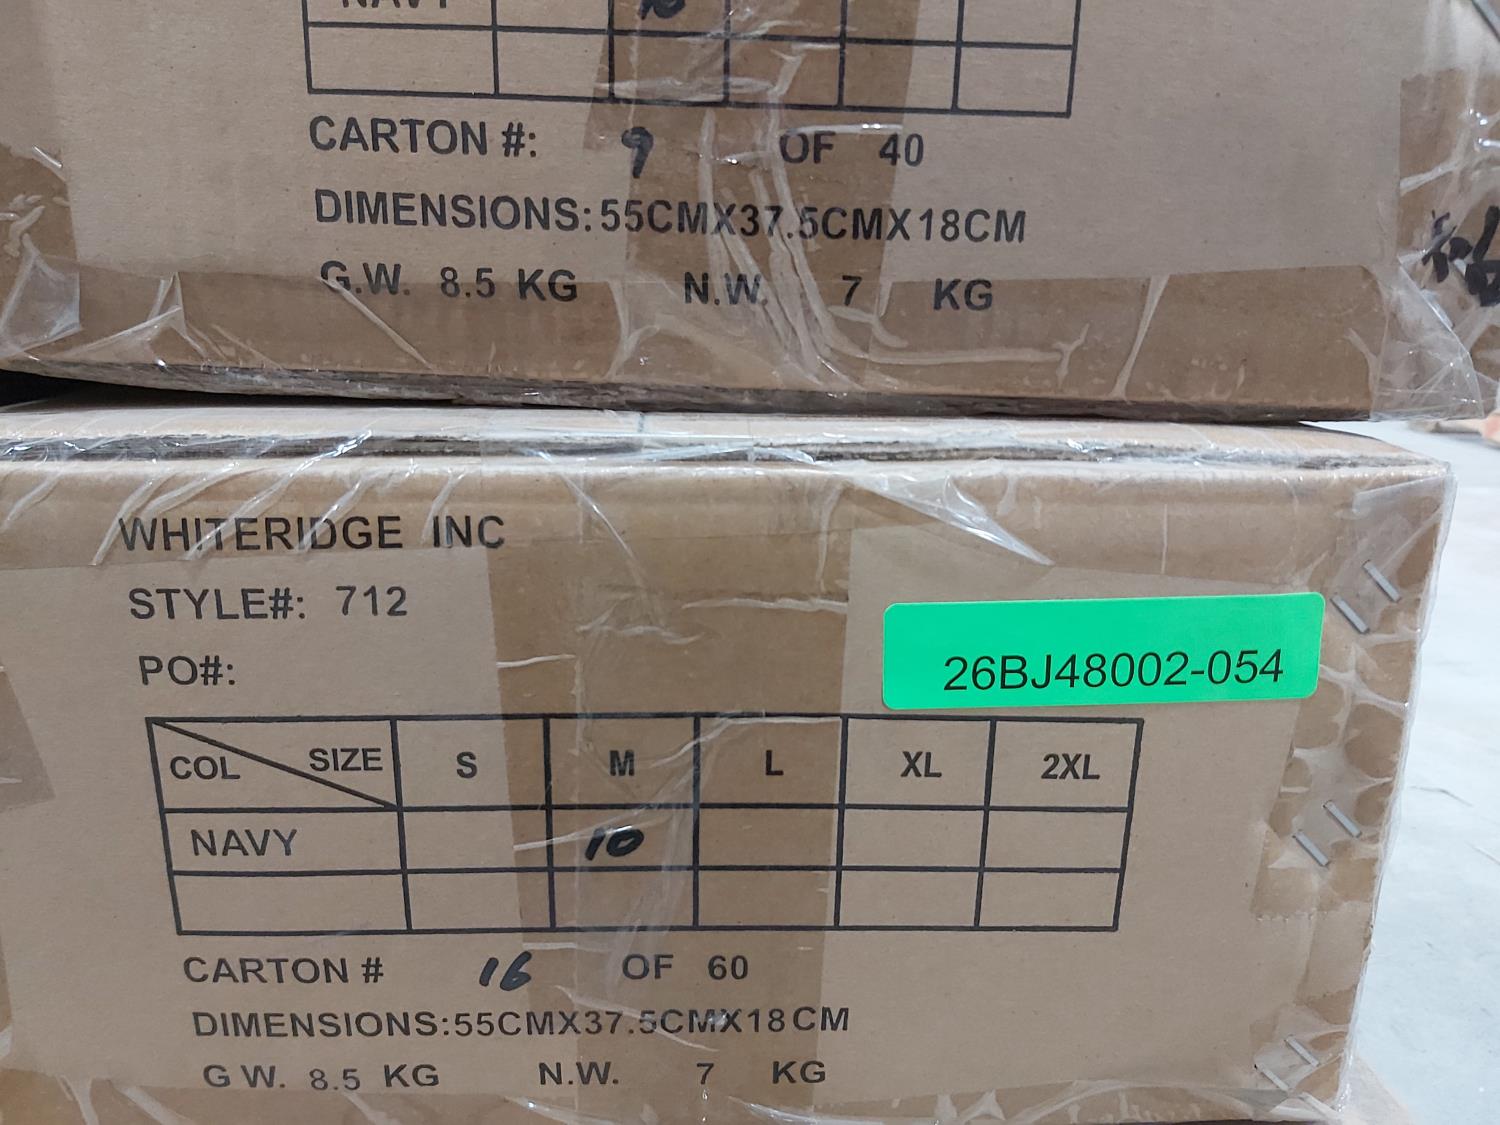 NAVY 10
CARTON #: 9 OF 40
DIMENSIONS:55CMX37.5CMX18CM
G.W. 8.5 KG N.W. 7 KG
WHITERIDGE INC
STYLE#: 712
PO#:
26BJ48002-054
COL SIZE S M L XL 2XL
NAVY 10
CARTON # 16 OF 60
DIMENSIONS:55CMX37.5CMX18CM
G W. 8.5 KG N.W. 7 KG